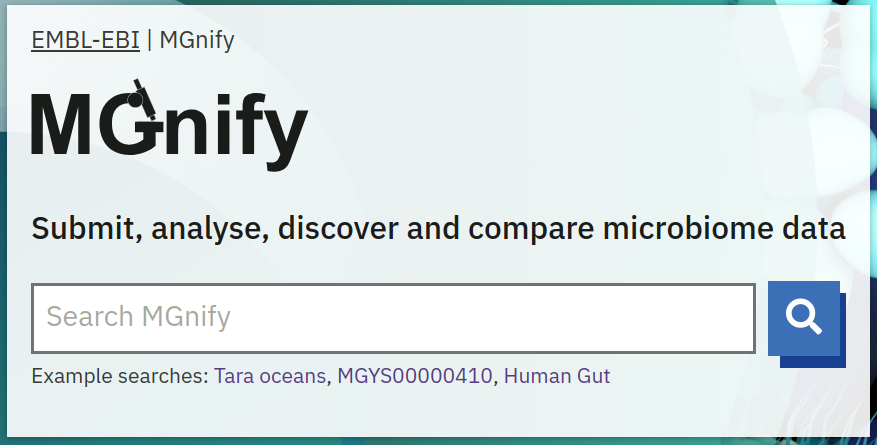 EMBL-EBI | MGnify
MGnify
Submit, analyse, discover and compare microbiome data
Search MGnify
Example searches: Tara oceans, MGYS00000410, Human Gut